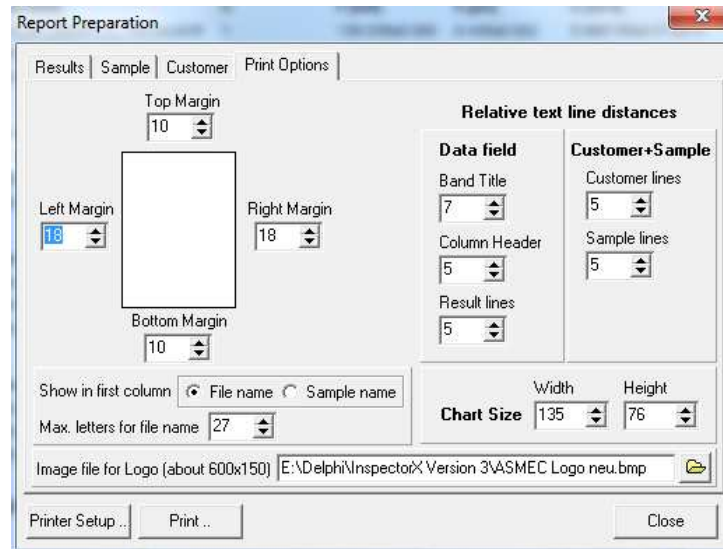 Report Preparation
Results
Sample
Customer
Print Options
Top Margin
10
Left Margin
18
Right Margin
18
Bottom Margin
10
Relative text line distances
Data field
Band Title
7
Column Header
5
Result lines
5
Customer+Sample
Customer lines
5
Sample lines
5
Show in first column
File name
Sample name
Max. letters for file name 27
Chart Size
Width
135
Height
76
Image file for Logo (about 600x150) E:\Delphi\InspectorX Version 3\ASMEC Logo neu.bmp
Printer Setup ..
Print ..
Close